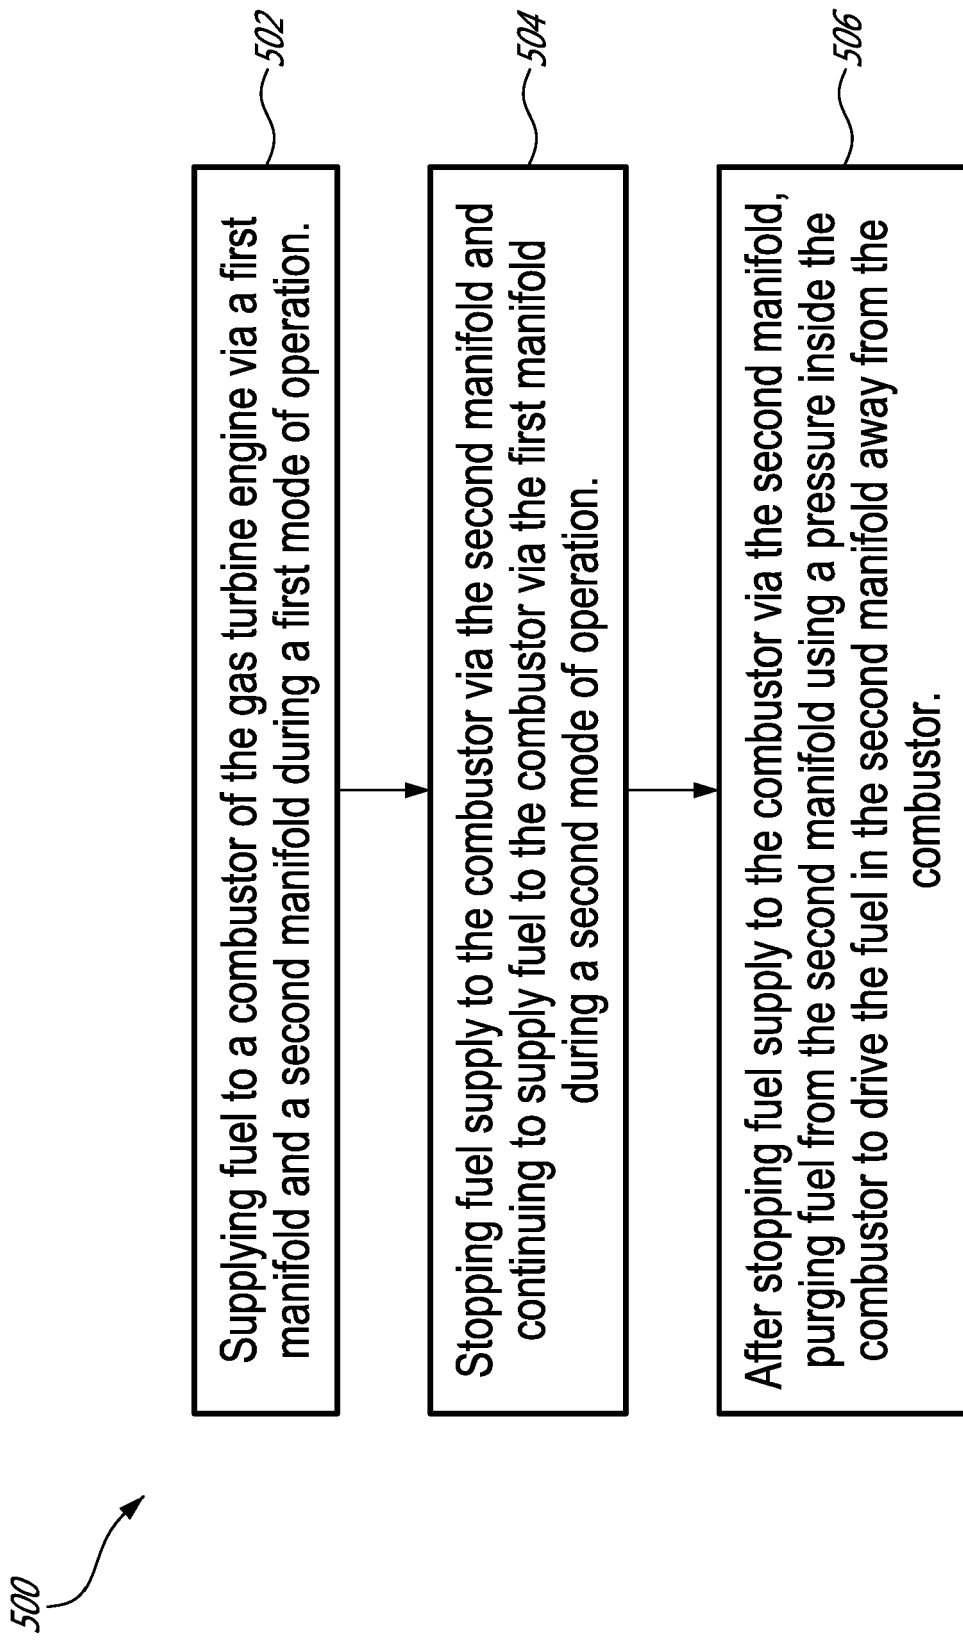 500
502
Supplying fuel to a combustor of the gas turbine engine via a first
manifold and a second manifold during a first mode of operation.
504
Stopping fuel supply to the combustor via the second manifold and
continuing to supply fuel to the combustor via the first manifold
during a second mode of operation.
506
After stopping fuel supply to the combustor via the second manifold,
purging fuel from the second manifold using a pressure inside the
combustor to drive the fuel in the second manifold away from the
combustor.